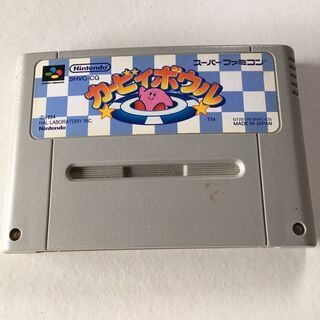 Nintendo
スーパーファミコン
SHVC-CG
カービィボウル
TM
© 1994
HAL LABORATORY INC.
Nintendo
MADE IN JAPAN